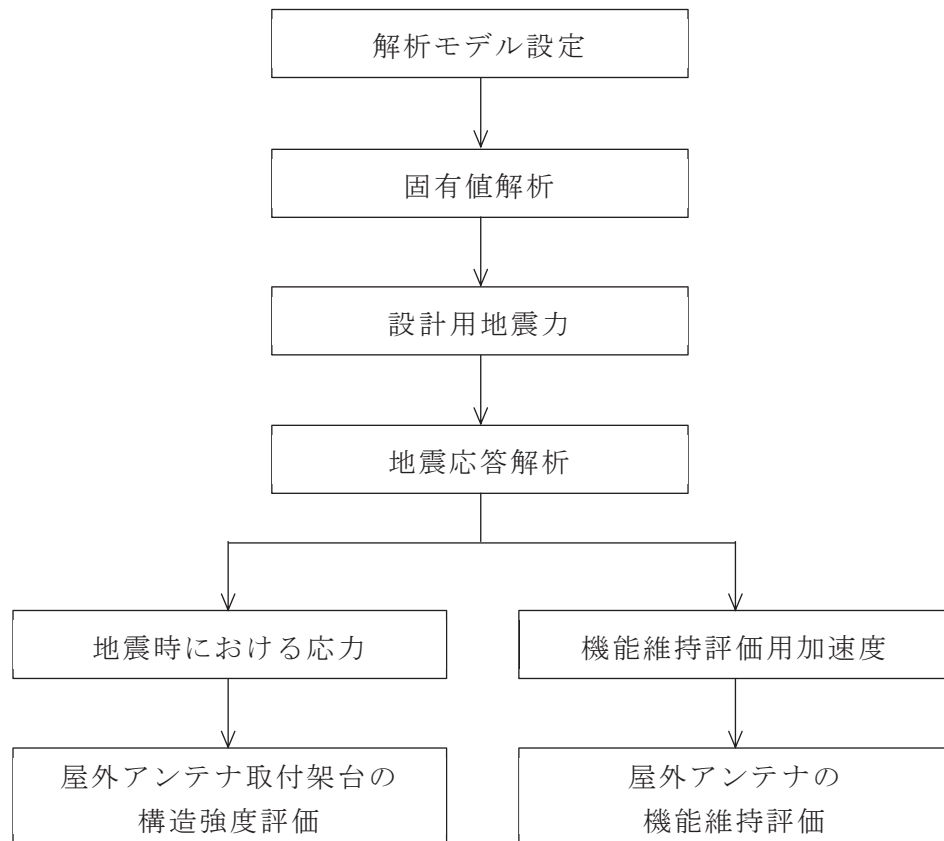 解析モデル設定
固有値解析
設計用地震力
地震応答解析
地震時における応力
機能維持評価用加速度
屋外アンテナ取付架台の
構造強度評価
屋外アンテナの
機能維持評価